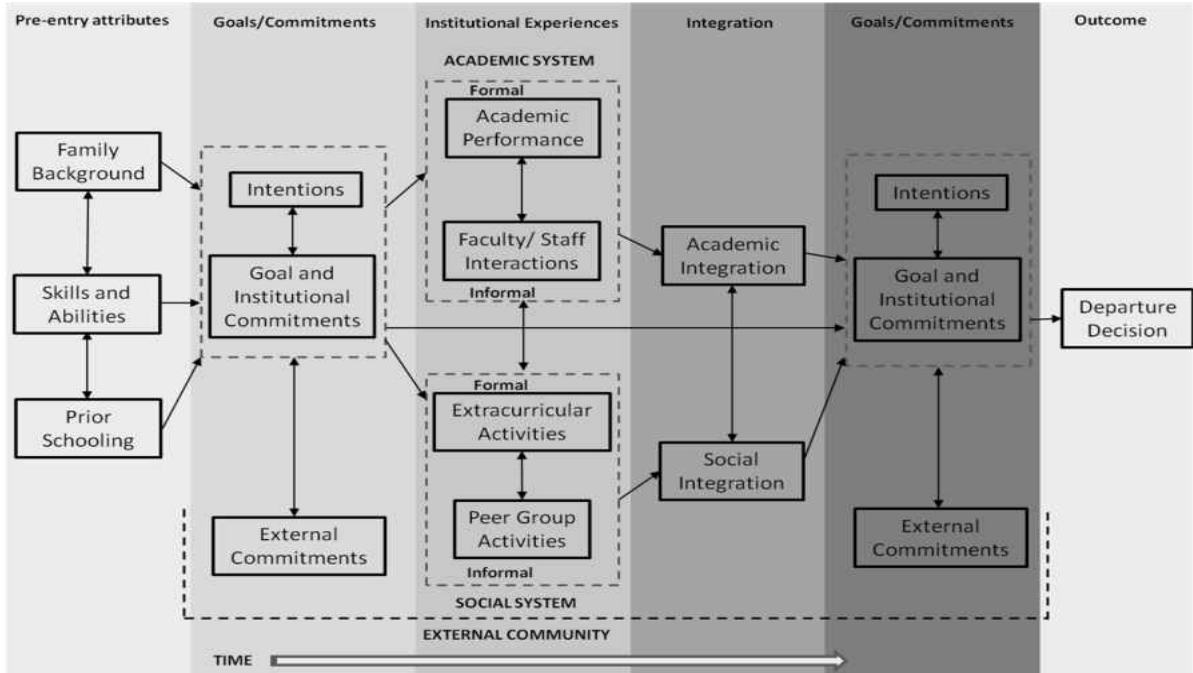 Pre-entry attributes
Goals/Commitments
Institutional Experiences
Integration
Goals/Commitments
Outcome
Family
Background
Skills and
Abilities
Prior
Schooling
Intentions
Goal and
Institutional
Commitments
External
Commitments
ACADEMIC SYSTEM
Formal
Academic
Performance
Faculty/ Staff
Interactions
Informal
Formal
Extracurricular
Activities
Peer Group
Activities
Informal
SOCIAL SYSTEM
Academic
Integration
Social
Integration
Intentions
Goal and
Institutional
Commitments
External
Commitments
Departure
Decision
EXTERNAL COMMUNITY
TIME